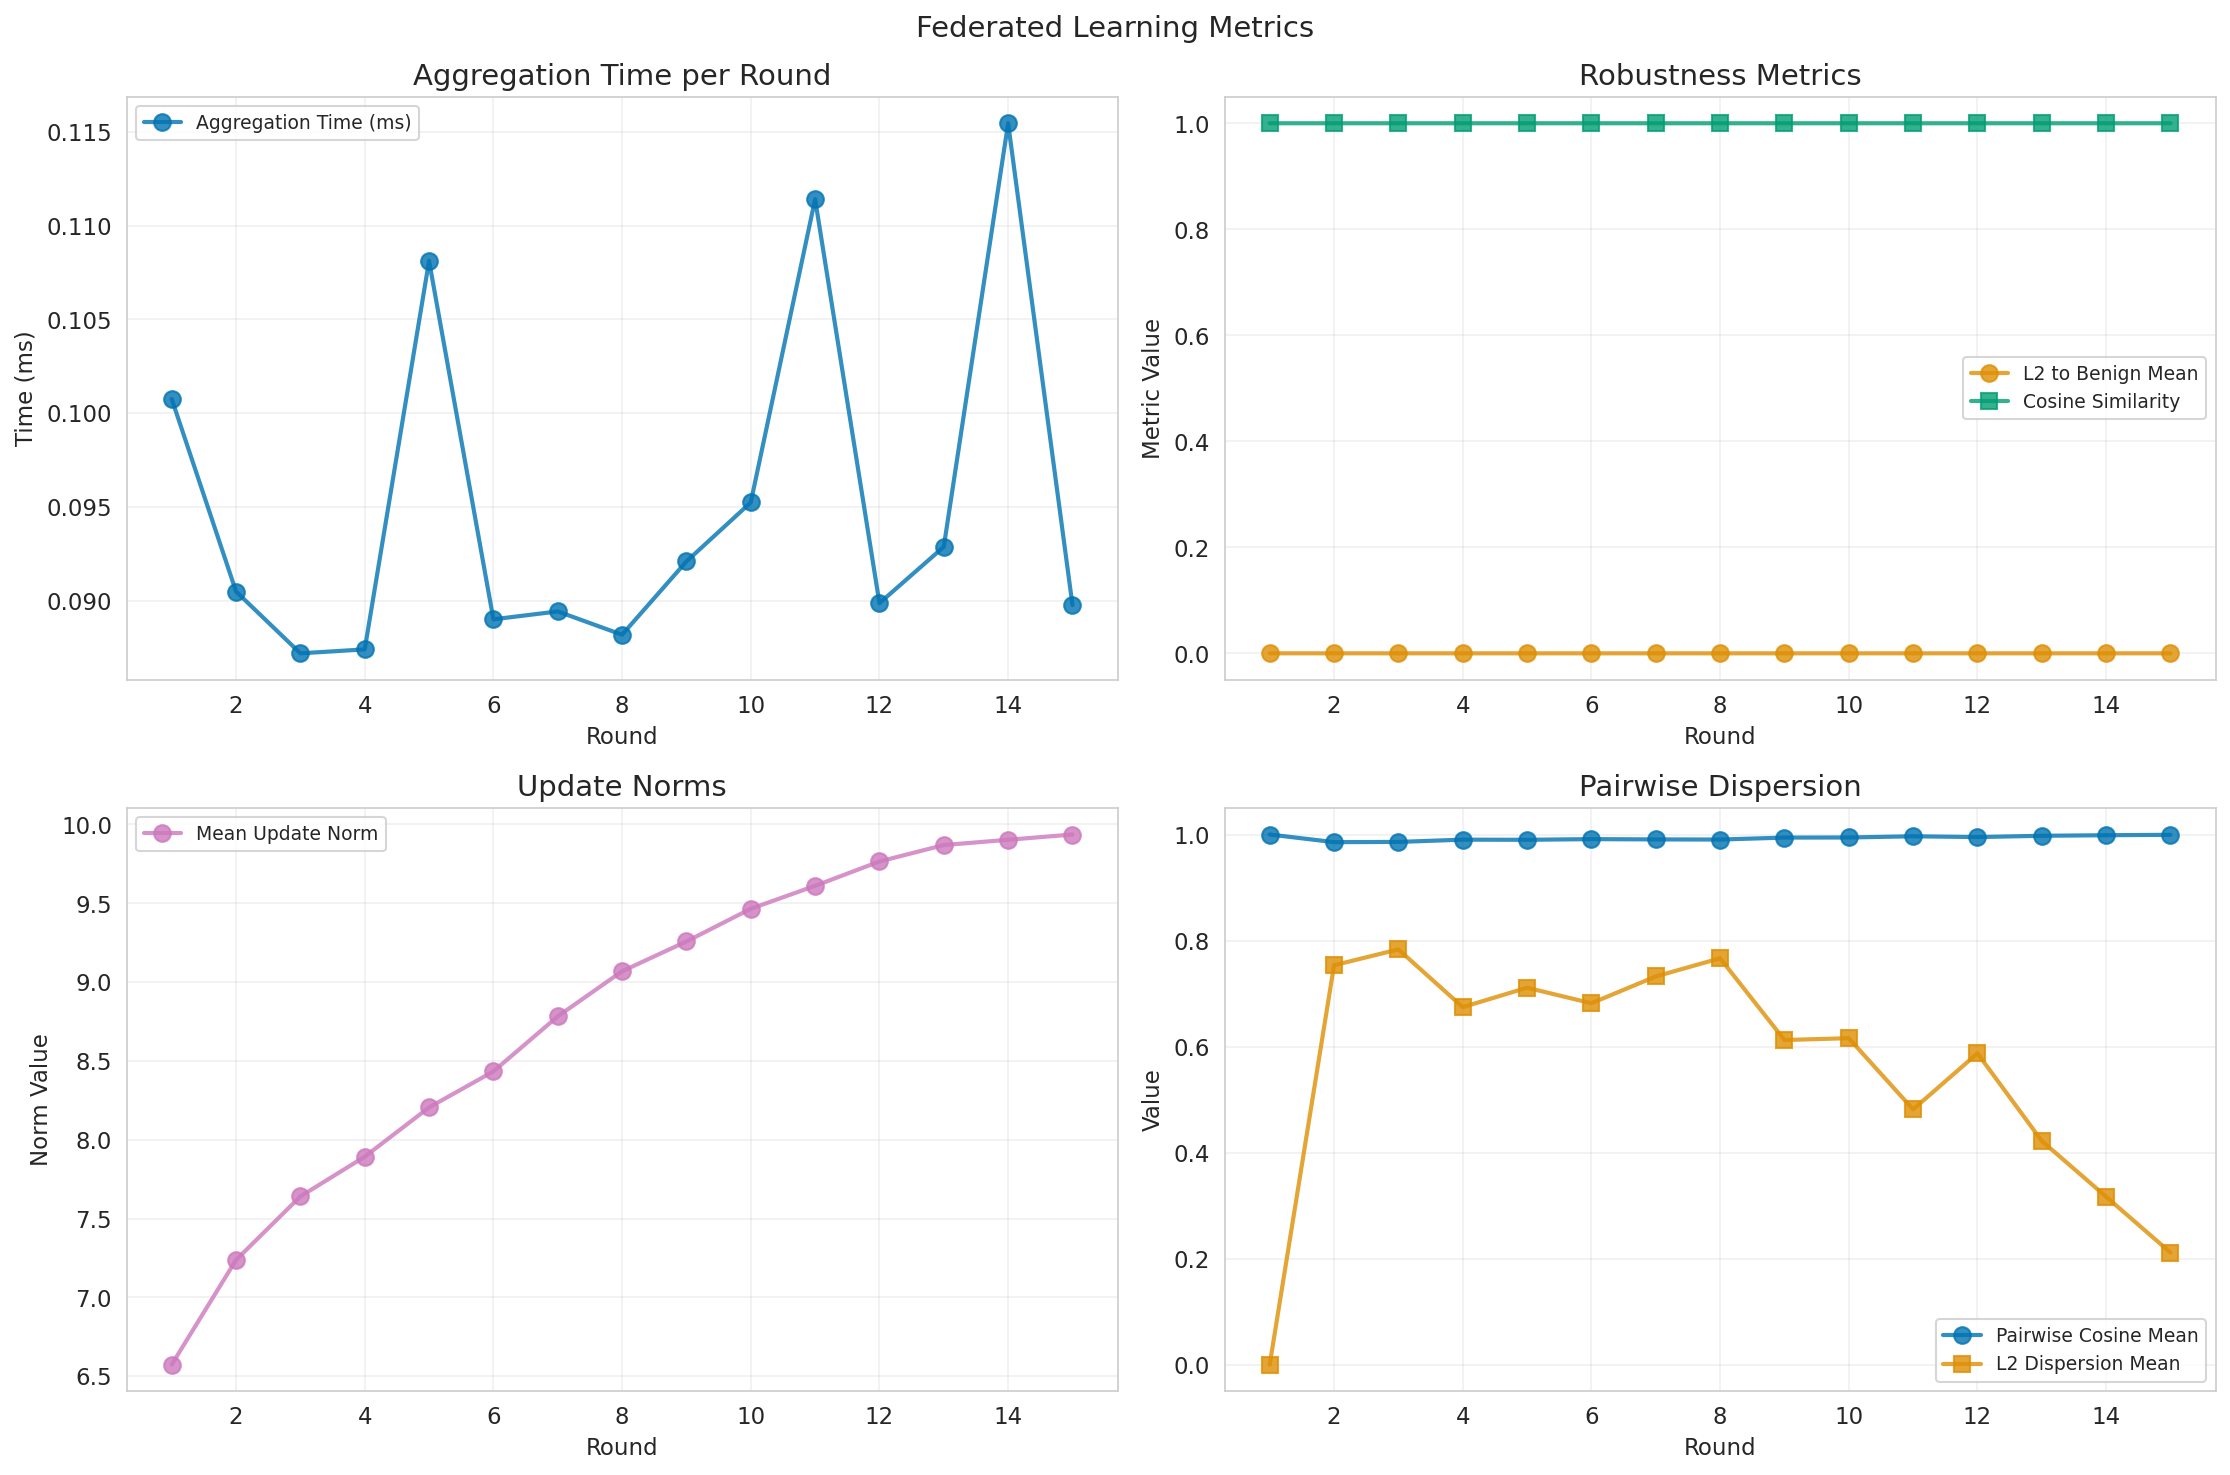 Federated Learning Metrics
Aggregation Time per Round
Aggregation Time (ms)
0.115
0.110
0.105
0.100
0.095
0.090
Time (ms)
2 4 6 8 10 12 14
Round
Robustness Metrics
1.0
0.8
0.6
0.4
0.2
0.0
Metric Value
L2 to Benign Mean
Cosine Similarity
2 4 6 8 10 12 14
Round
Update Norms
Mean Update Norm
10.0
9.5
9.0
8.5
8.0
7.5
7.0
6.5
Norm Value
2 4 6 8 10 12 14
Round
Pairwise Dispersion
1.0
0.8
0.6
0.4
0.2
0.0
Value
Pairwise Cosine Mean
L2 Dispersion Mean
2 4 6 8 10 12 14
Round